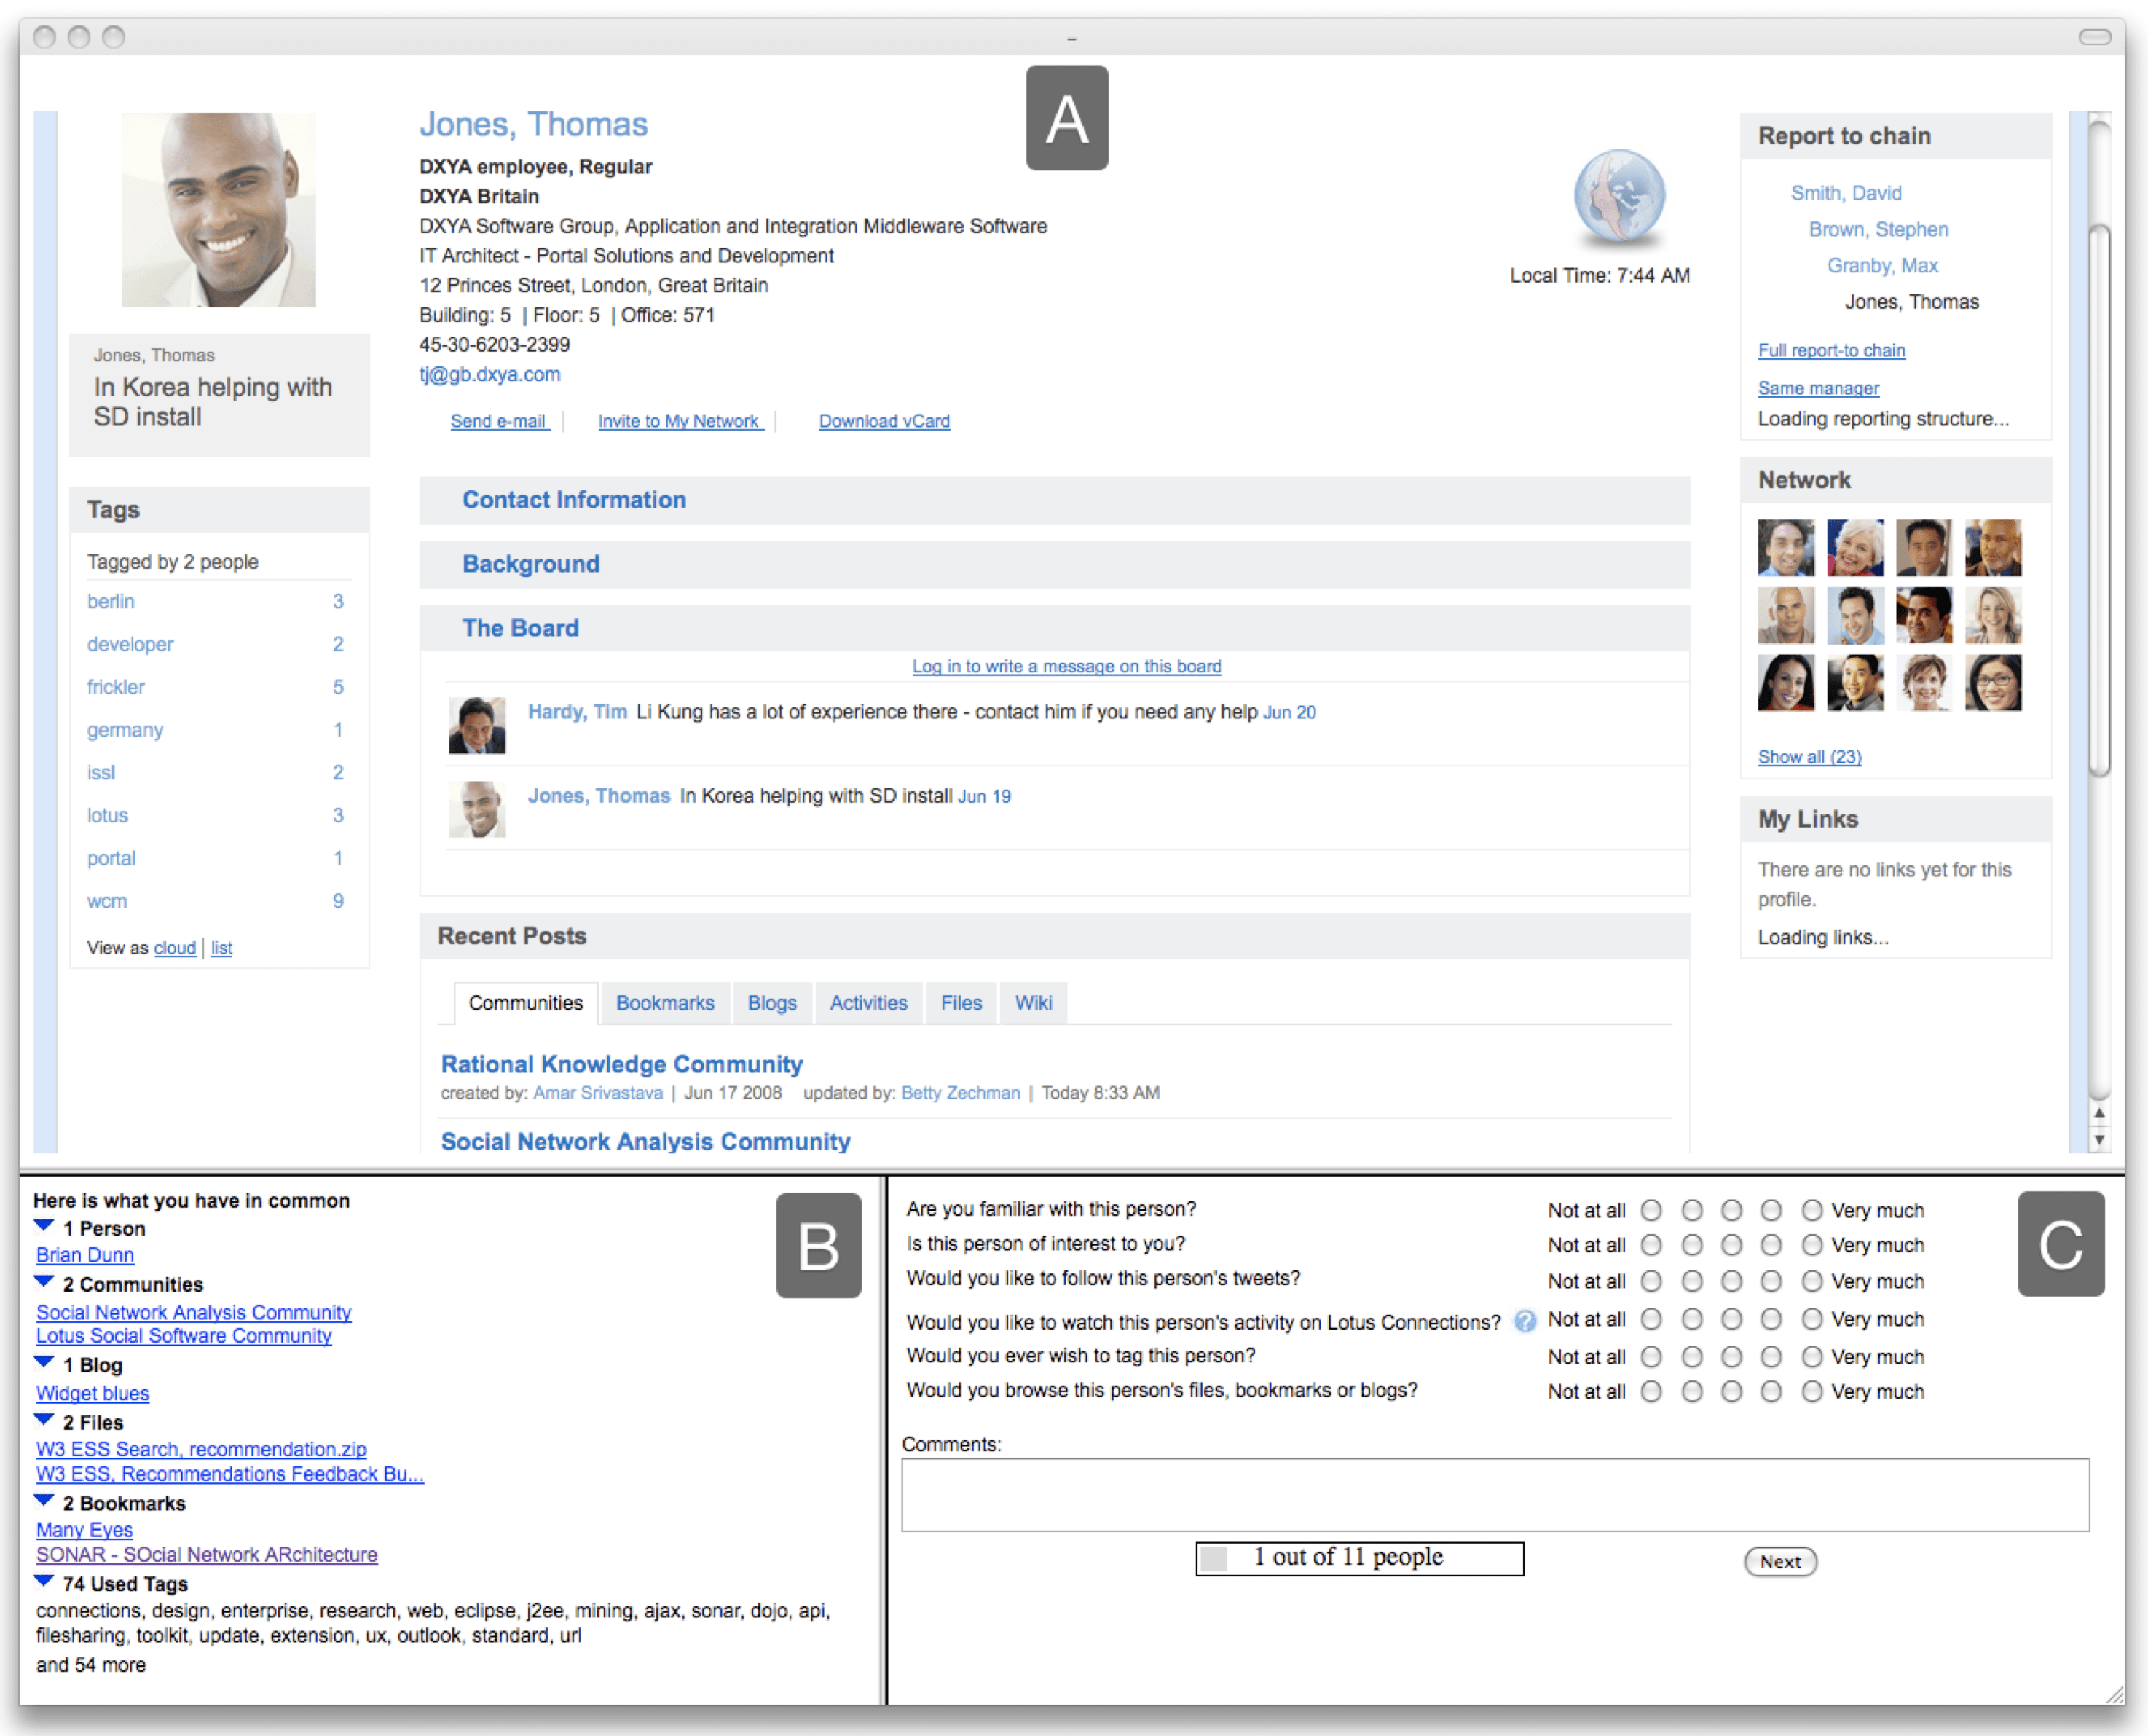 –
A
Jones, Thomas
DXYA employee, Regular
DXYA Britain
DXYA Software Group, Application and Integration Middleware Software
IT Architect - Portal Solutions and Development
12 Princes Street, London, Great Britain
Building: 5 | Floor: 5 | Office: 571
45-30-6203-2399
tj@gb.dxya.com
Send e-mail | Invite to My Network | Download vCard
Local Time: 7:44 AM
Jones, Thomas
In Korea helping with
SD install
Tags
Tagged by 2 people
berlin 3
developer 2
frickler 5
germany 1
issl 2
lotus 3
portal 1
wcm 9
View as cloud | list
Contact Information
Background
The Board
Log in to write a message on this board
Hardy, Tim Li Kung has a lot of experience there - contact him if you need any help Jun 20
Jones, Thomas In Korea helping with SD install Jun 19
Recent Posts
Communities Bookmarks Blogs Activities Files Wiki
Rational Knowledge Community
created by: Amar Srivastava | Jun 17 2008 updated by: Betty Zechman | Today 8:33 AM
Social Network Analysis Community
Report to chain
Smith, David
Brown, Stephen
Granby, Max
Jones, Thomas
Full report-to chain
Same manager
Loading reporting structure...
Network
Show all (23)
My Links
There are no links yet for this
profile.
Loading links...
B
Here is what you have in common
1 Person
Brian Dunn
2 Communities
Social Network Analysis Community
Lotus Social Software Community
1 Blog
Widget blues
2 Files
W3 ESS Search, recommendation.zip
W3 ESS, Recommendations Feedback Bu...
2 Bookmarks
Many Eyes
SONAR - SOcial Network ARchitecture
74 Used Tags
connections, design, enterprise, research, web, eclipse, j2ee, mining, ajax, sonar, dojo, api,
filesharing, toolkit, update, extension, ux, outlook, standard, url
and 54 more
C
Are you familiar with this person? Not at all Very much
Is this person of interest to you? Not at all Very much
Would you like to follow this person's tweets? Not at all Very much
Would you like to watch this person's activity on Lotus Connections? ? Not at all Very much
Would you ever wish to tag this person? Not at all Very much
Would you browse this person's files, bookmarks or blogs? Not at all Very much
Comments:
1 out of 11 people
Next